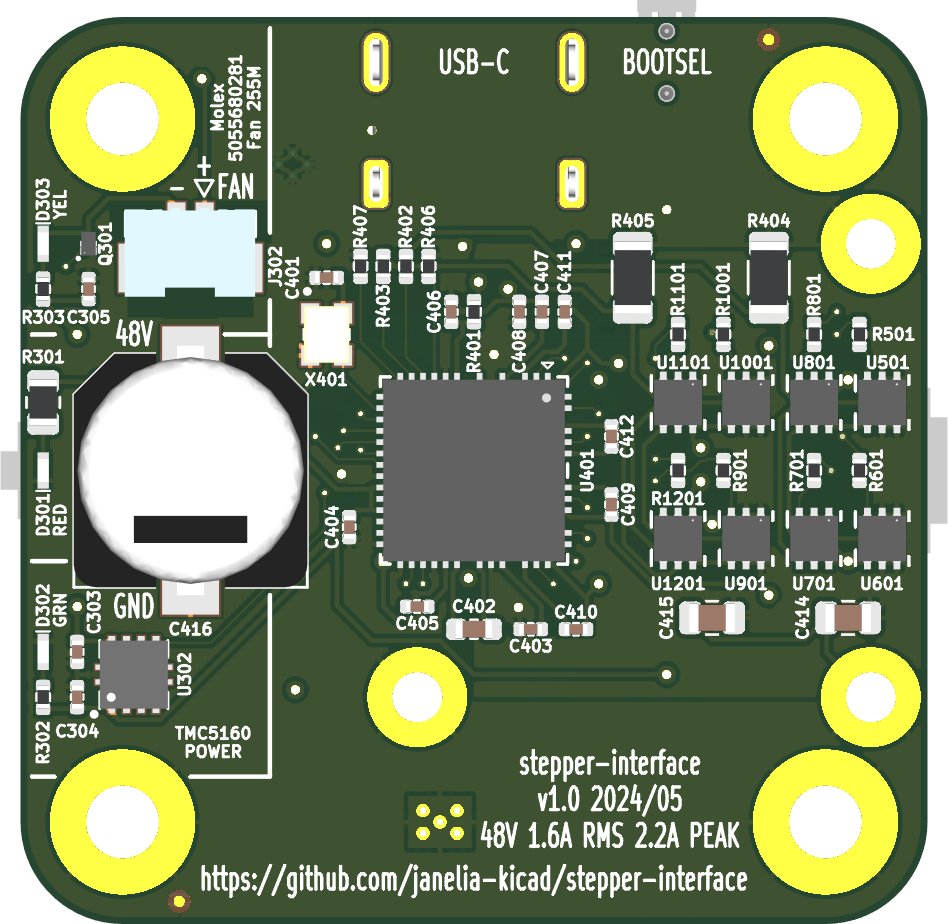 USB-C
BOOTSEL
Molex
5055680281
Fan 255M
+
-
FAN
D303
YEL
Q301
J302
C401
R407
R403
R402
R406
R405
R404
R303
C305
48V
R301
X401
C406
R401
C408
C407
C411
R1101
R1001
R801
R501
U1101
U1001
U801
U501
C412
U401
C409
C404
R1201
R901
R701
R601
D301
RED
U1201
U901
U701
U601
D302
GRN
C303
GND
C416
C405
C402
C403
C410
C415
C414
U302
R302
C304
TMC5160
POWER
stepper-interface
v1.0 2024/05
48V 1.6A RMS 2.2A PEAK
https://github.com/janelia-kicad/stepper-interface